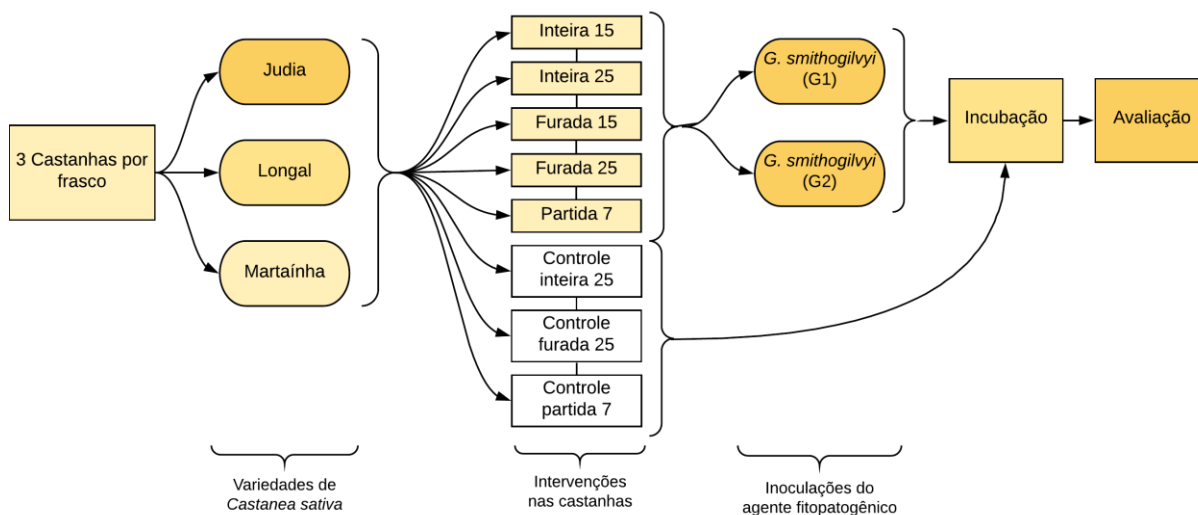 3 Castanhas por
frasco
Judia
Longal
Martaínha
Variedades de
Castanea sativa
Inteira 15
Inteira 25
Furada 15
Furada 25
Partida 7
Controle
inteira 25
Controle
furada 25
Controle
partida 7
Intervenções
nas castanhas
G. smithogilvyi
(G1)
G. smithogilvyi
(G2)
Inoculações do
agente fitopatogênico
Incubação
Avaliação